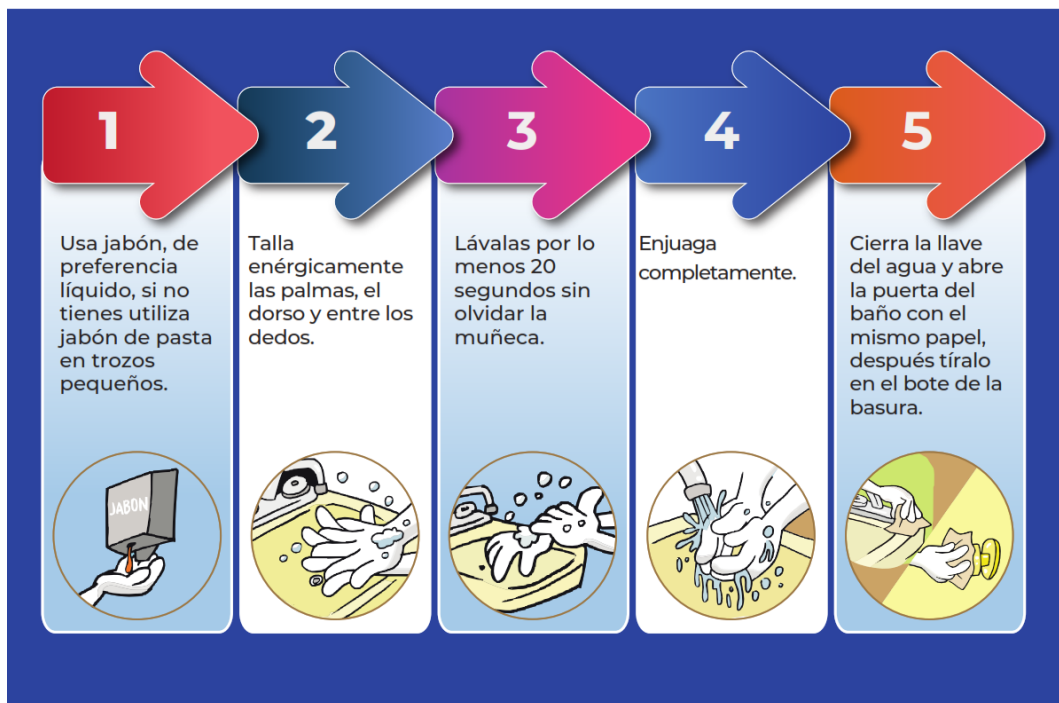 1
Usa jabón, de
preferencia
líquido, si no
tienes utiliza
jabón de pasta
en trozos
pequeños.
JABON
2
Talla
enérgicamente
las palmas, el
dorso y entre los
dedos.
3
Lávalas por lo
menos 20
segundos sin
olvidar la
muñeca.
4
Enjuaga
completamente.
5
Cierra la llave
del agua y abre
la puerta del
baño con el
mismo papel,
después tíralo
en el bote de la
basura.